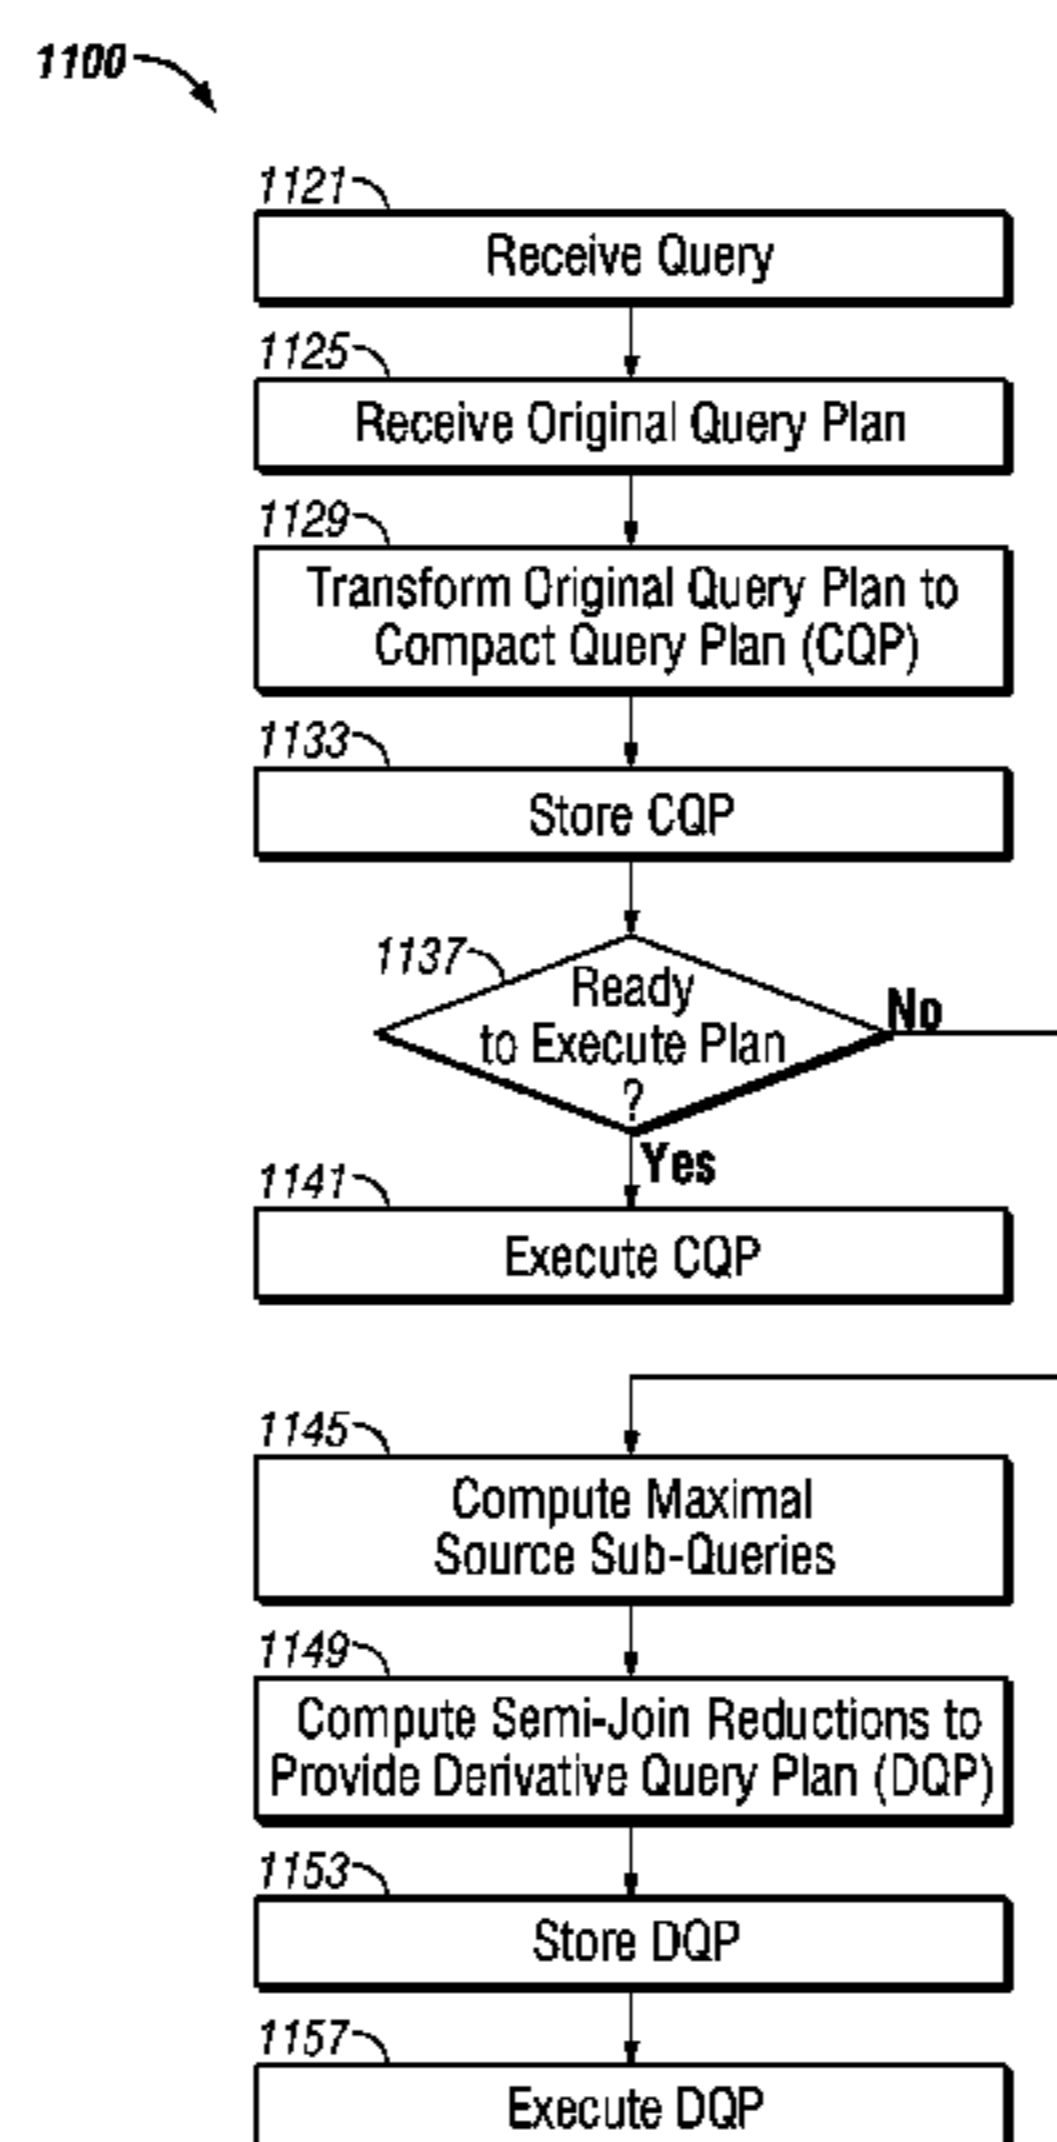 1100
1121
Receive Query
1125
Receive Original Query Plan
1129
Transform Original Query Plan to
Compact Query Plan (CQP)
1133
Store CQP
1137
Ready
to Execute Plan
?
No
Yes
1141
Execute CQP
1145
Compute Maximal
Source Sub-Queries
1149
Compute Semi-Join Reductions to
Provide Derivative Query Plan (DQP)
1153
Store DQP
1157
Execute DQP